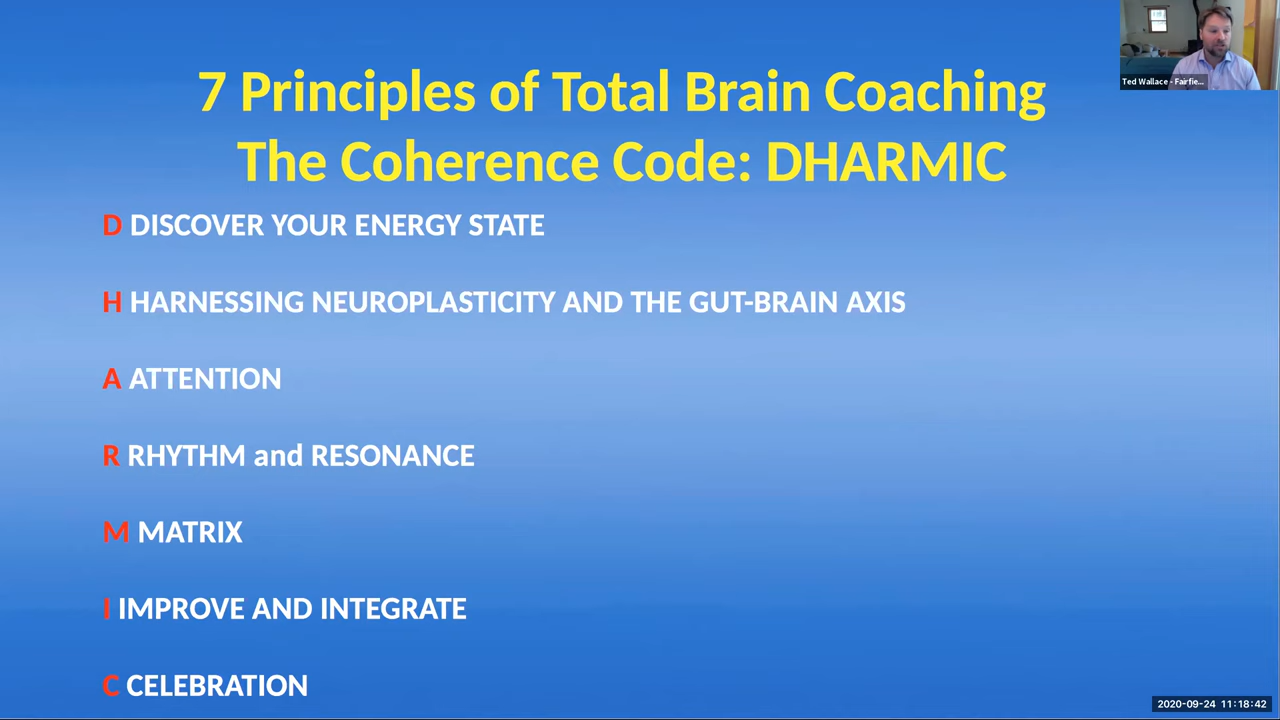 7 Principles of Total Brain Coaching
The Coherence Code: DHARMIC
D DISCOVER YOUR ENERGY STATE
H HARNESSING NEUROPLASTICITY AND THE GUT-BRAIN AXIS
A ATTENTION
R RHYTHM and RESONANCE
M MATRIX
I IMPROVE AND INTEGRATE
C CELEBRATION
Ted Wallace - Fairfie...
2020-09-24 11:18:42